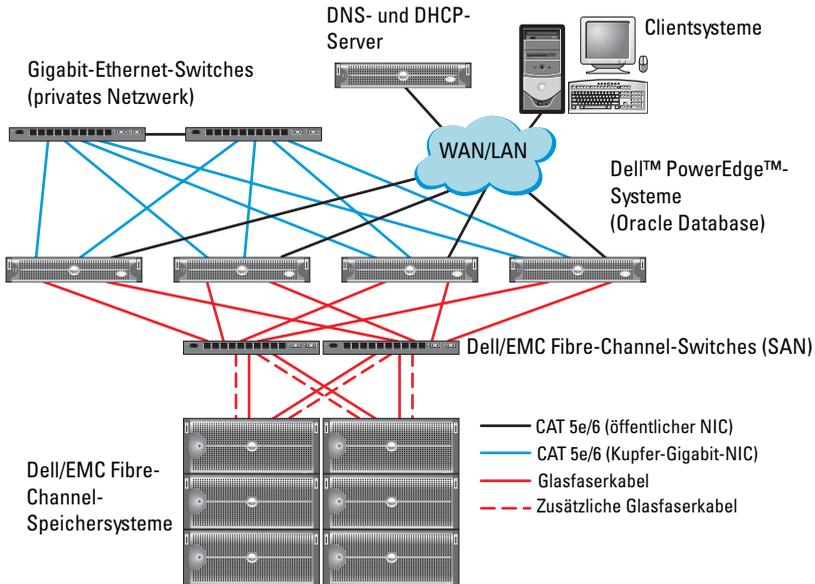 DNS- und DHCP-
Server
Clientsysteme
Gigabit-Ethernet-Switches
(privates Netzwerk)
WAN/LAN
Dell™ PowerEdge™-
Systeme
(Oracle Database)
Dell/EMC Fibre-Channel-Switches (SAN)
Dell/EMC Fibre-
Channel-
Speichersysteme
CAT 5e/6 (öffentlicher NIC)
CAT 5e/6 (Kupfer-Gigabit-NIC)
Glasfaserkabel
Zusätzliche Glasfaserkabel